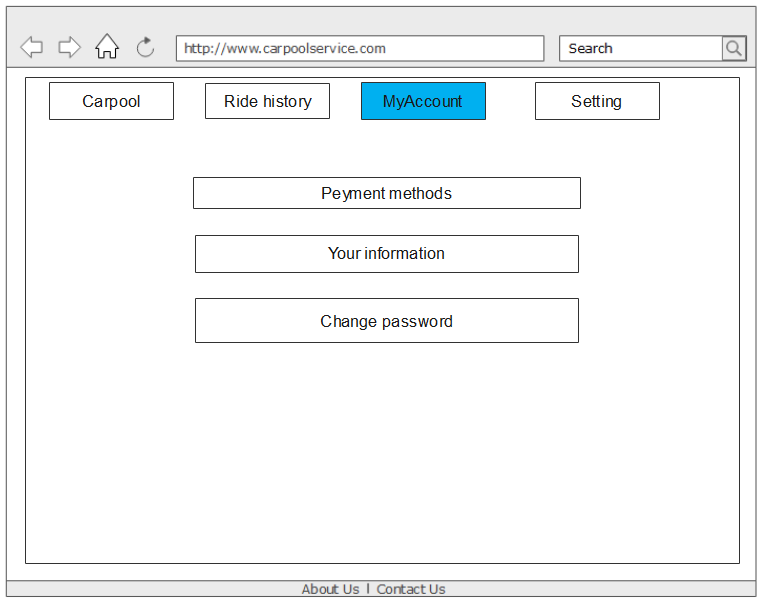 http://www.carpoolservice.com Search
Carpool Ride history MyAccount Setting
Peyment methods
Your information
Change password
About Us | Contact Us